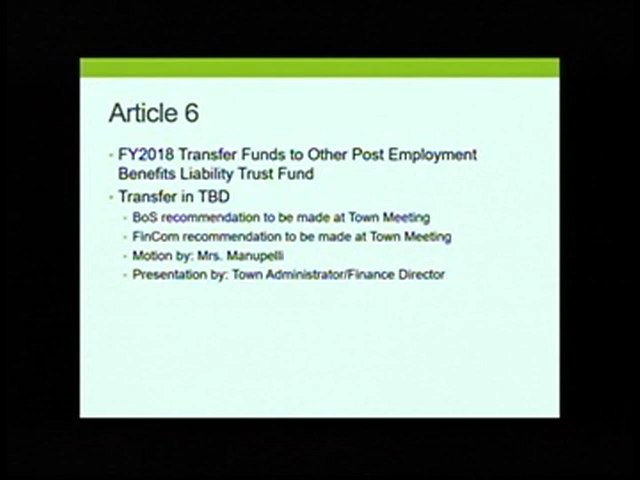 Article 6
FY2018 Transfer Funds to Other Post Employment
Benefits Liability Trust Fund
Transfer in TBD
BoS recommendation to be made at Town Meeting
FinCom recommendation to be made at Town Meeting
Motion by: Mrs. Manupelli
Presentation by: Town Administrator/Finance Director